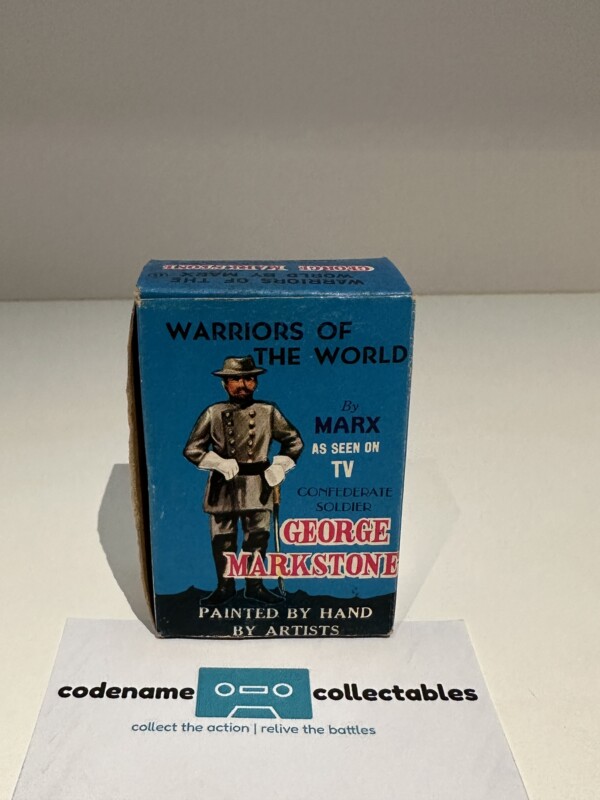 WARRIORS OF THE
WORLD BY MARX
GEORGE MARKSTONE
WARRIORS OF
THE WORLD
By
MARX
AS SEEN ON
TV
CONFEDERATE
SOLDIER
GEORGE
MARKSTONE
PAINTED BY HAND
BY ARTISTS
codename collectables
collect the action | relive the battles